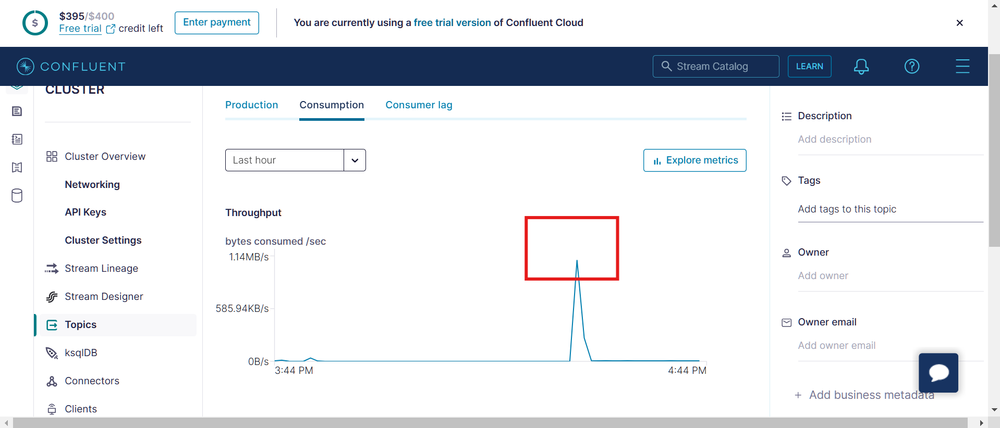 $395/$400
Free trial credit left
Enter payment
You are currently using a free trial version of Confluent Cloud
CONFLUENT
Stream Catalog
LEARN
CLUSTER
Cluster Overview
Networking
API Keys
Cluster Settings
Stream Lineage
Stream Designer
Topics
ksqlDB
Connectors
Clients
Production
Consumption
Consumer lag
Last hour
Explore metrics
Throughput
bytes consumed /sec
1.14MB/s
585.94KB/s
0B/s
3:44 PM
4:44 PM
Description
Add description
Tags
Add tags to this topic
Owner
Add owner
Owner email
Add owner email
+ Add business metadata